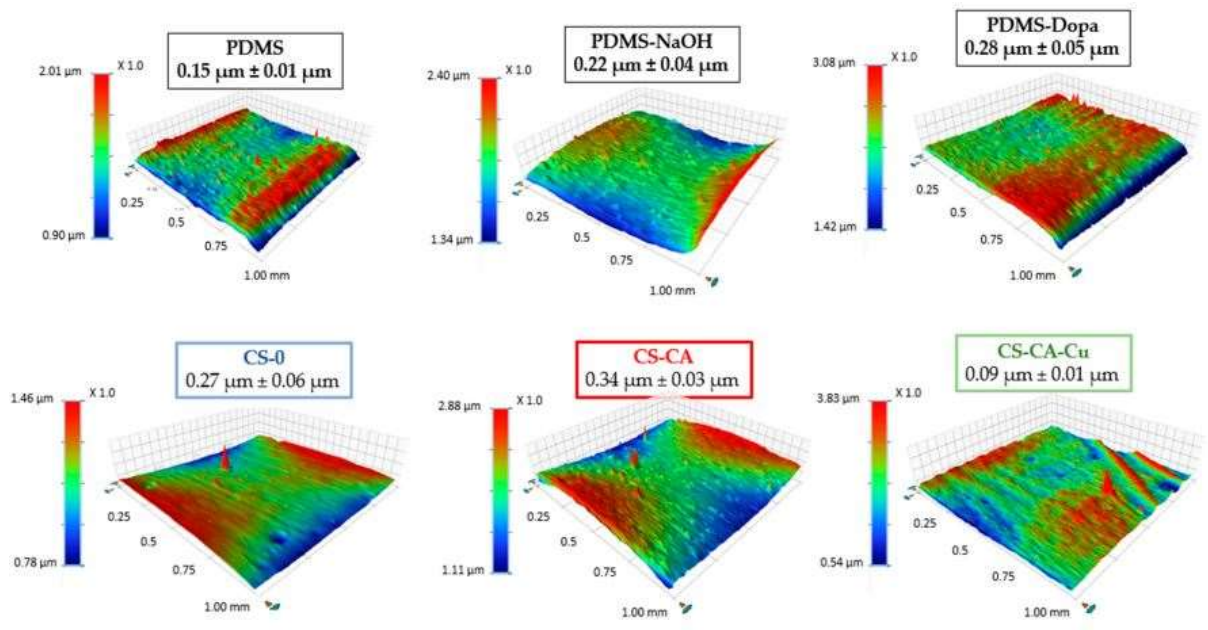 PDMS
0.15 µm ± 0.01 µm
2.01 µm
X 1.0
0.90 µm
0.25
0.5
0.75
1.00 mm
PDMS-NaOH
0.22 µm ± 0.04 µm
2.40 µm
X 1.0
1.34 µm
0.25
0.5
0.75
1.00 mm
PDMS-Dopa
0.28 µm ± 0.05 µm
3.08 µm
X 1.0
1.42 µm
0.25
0.5
0.75
1.00 mm
CS-0
0.27 µm ± 0.06 µm
1.46 µm
X 1.0
0.78 µm
0.25
0.5
0.75
1.00 mm
CS-CA
0.34 µm ± 0.03 µm
2.88 µm
X 1.0
1.11 µm
0.25
0.5
0.75
1.00 mm
CS-CA-Cu
0.09 µm ± 0.01 µm
3.83 µm
X 1.0
0.54 µm
0.25
0.5
0.75
1.00 mm